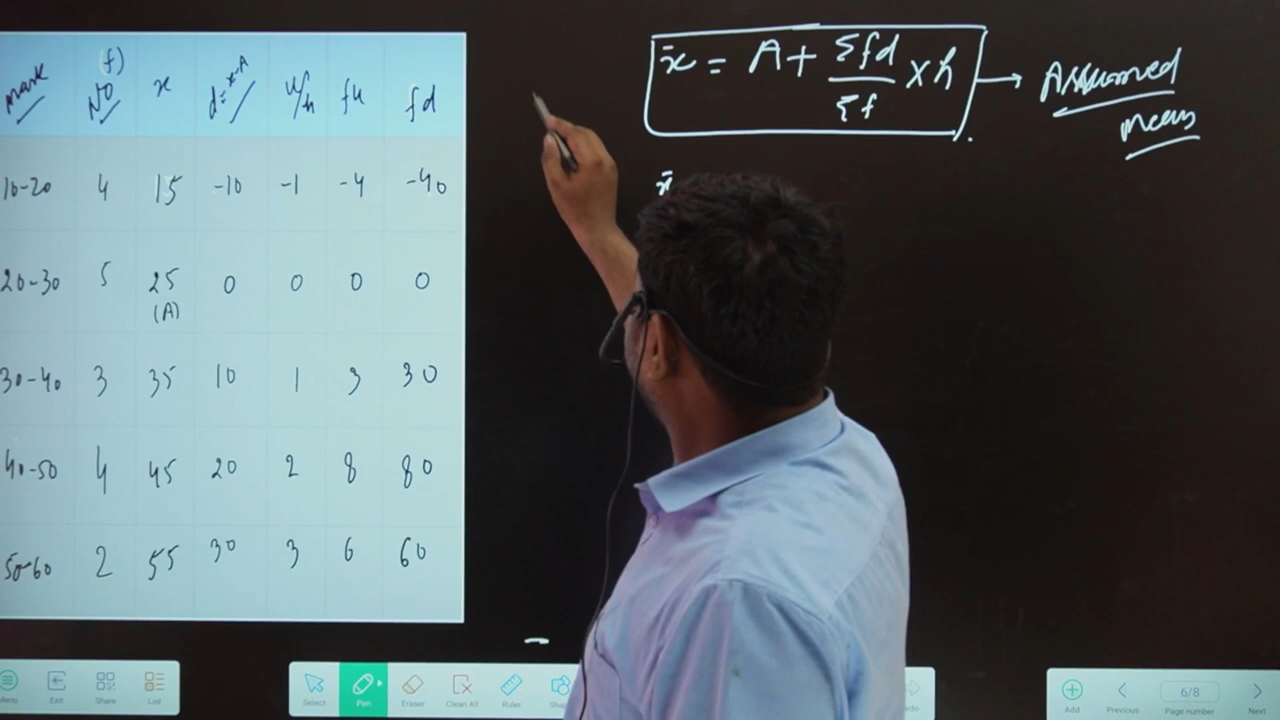 mark (f) NO x d=x-A u/h fu fd
10-20 4 15 -10 -1 -4 -40
20-30 5 25 (A) 0 0 0 0
30-40 3 35 10 1 3 30
40-50 4 45 20 2 8 80
50-60 2 55 30 3 6 60
x̄ = A + Σfd/Σf × h → Assumed
mean
x̄
Menu Exit Share List
Select Pen Eraser Clean All Ruler
Add Previous 6/8 Page number Next